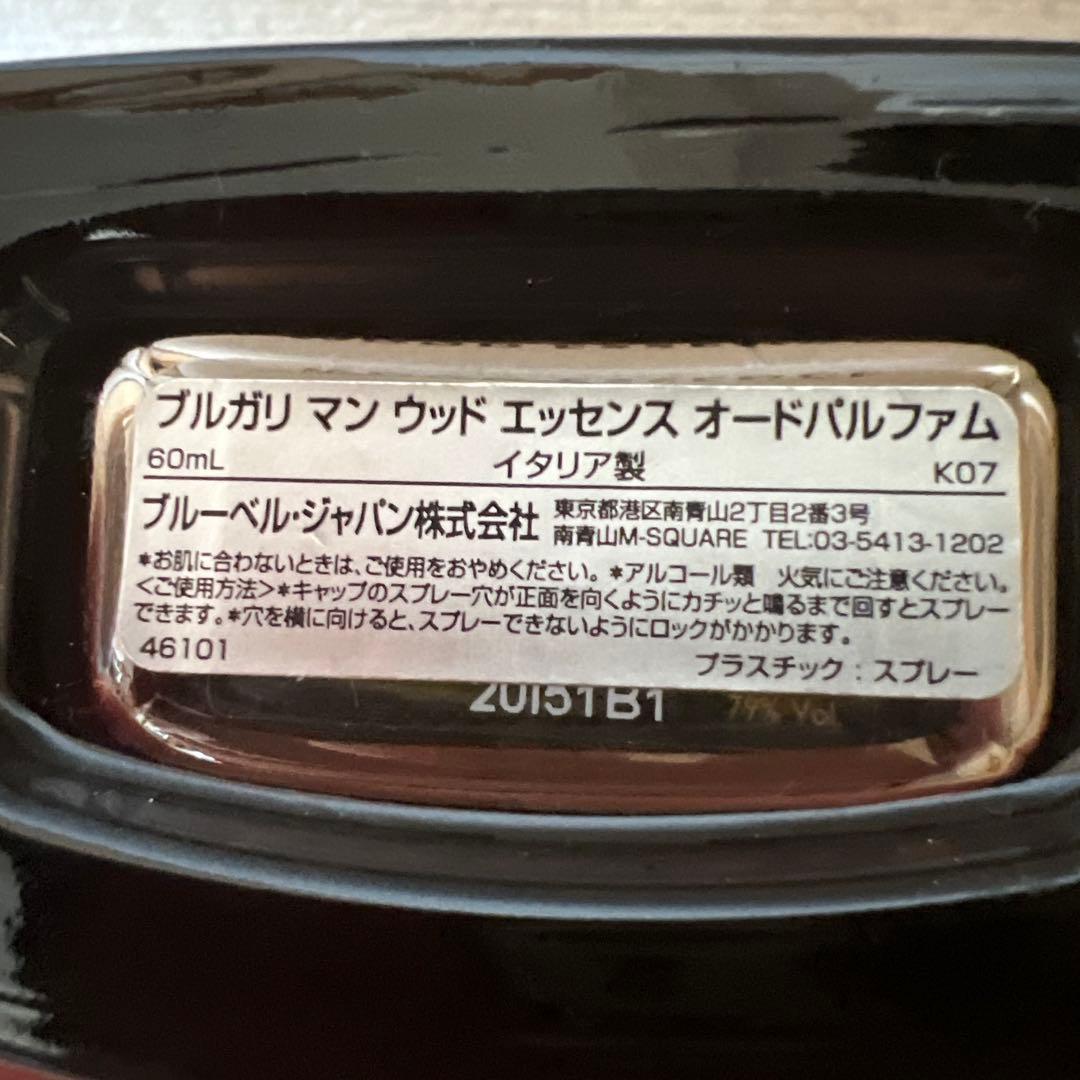 ブルガリ マン ウッド エッセンス オードパルファム
60mL イタリア製 K07
ブルーベル・ジャパン株式会社 東京都港区南青山2丁目2番3号
南青山M-SQUARE TEL:03-5413-1202
*お肌に合わないときは、ご使用をおやめください。*アルコール類 火気にご注意ください。
<ご使用方法>*キャップのスプレー穴が正面を向くようにカチッと鳴るまで回すとスプレー
できます。*穴を横に向けると、スプレーできないようにロックがかかります。
46101 プラスチック:スプレー
20I51B1 79% Vol